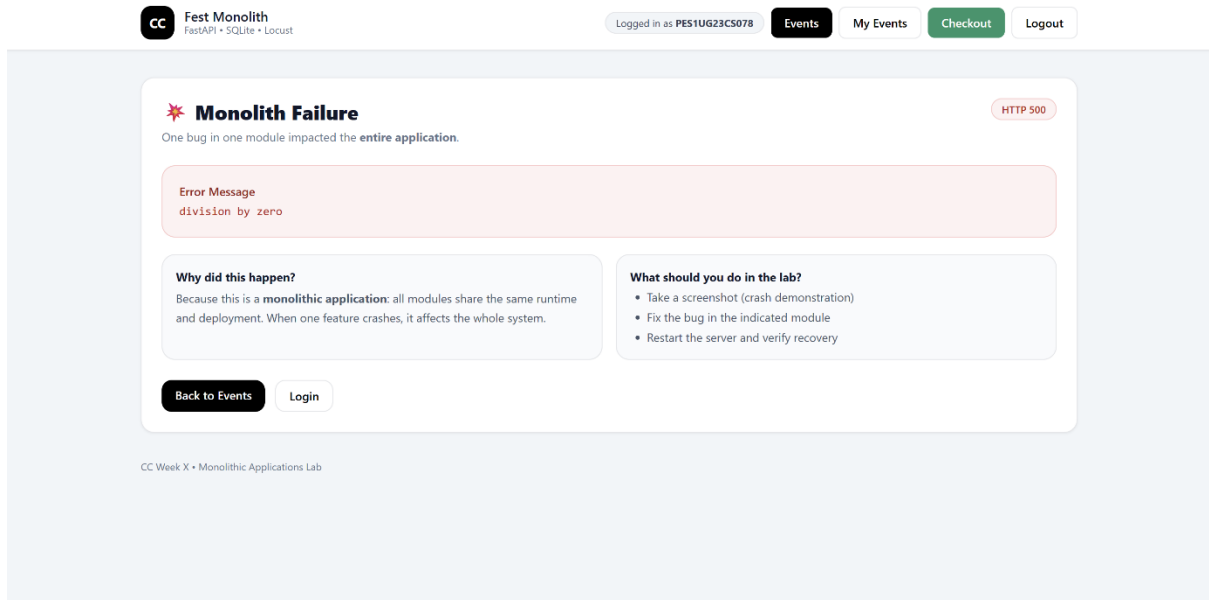 CC
Fest Monolith
FastAPI • SQLite • Locust
Logged in as PES1UG23CS078
Events
My Events
Checkout
Logout
Monolith Failure
HTTP 500
One bug in one module impacted the entire application.
Error Message
division by zero
Why did this happen?
Because this is a monolithic application: all modules share the same runtime
and deployment. When one feature crashes, it affects the whole system.
What should you do in the lab?
• Take a screenshot (crash demonstration)
• Fix the bug in the indicated module
• Restart the server and verify recovery
Back to Events
Login
CC Week X • Monolithic Applications Lab